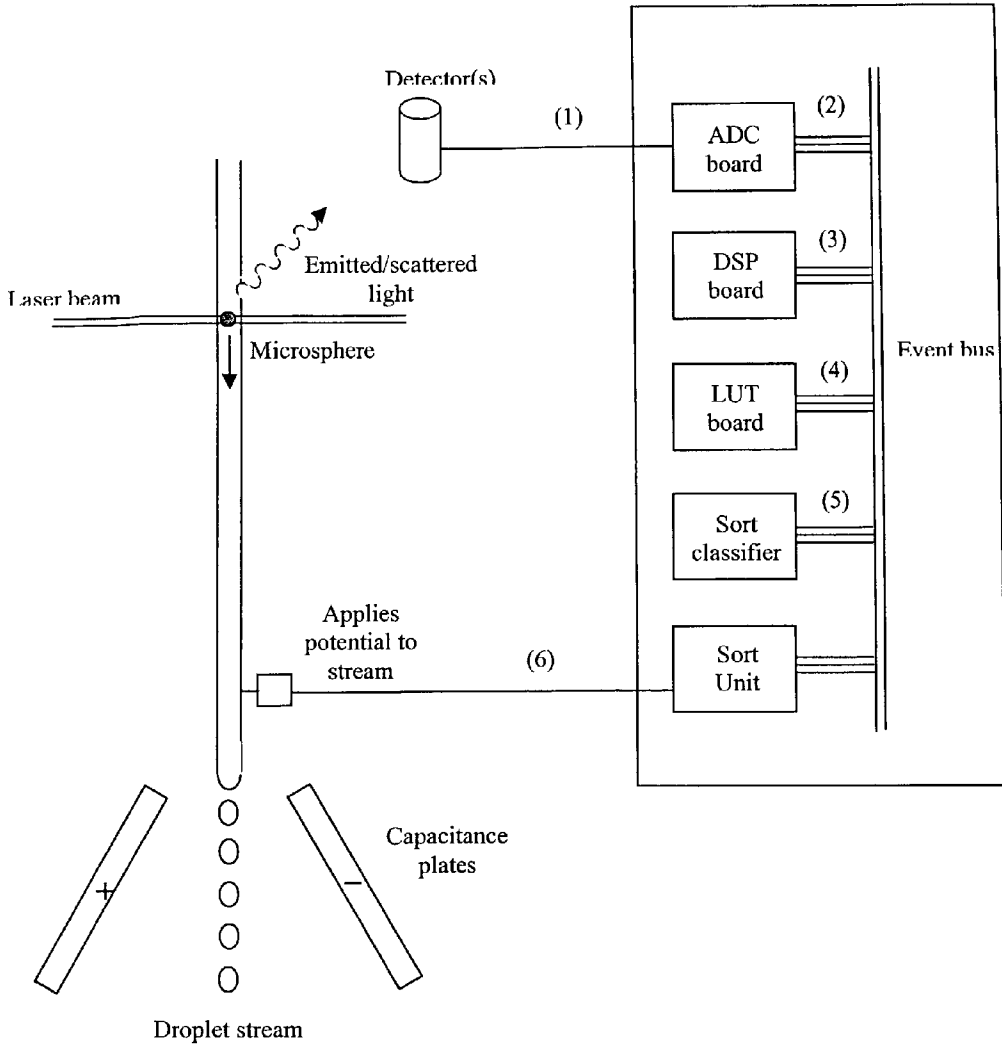 Detector(s)
(1)
(2)
ADC
board
(3)
DSP
board
Emitted/scattered
light
Laser beam
Microsphere
Event bus
(4)
LUT
board
(5)
Sort
classifier
Applies
potential to
stream
(6)
Sort
Unit
Capacitance
plates
+
−
Droplet stream